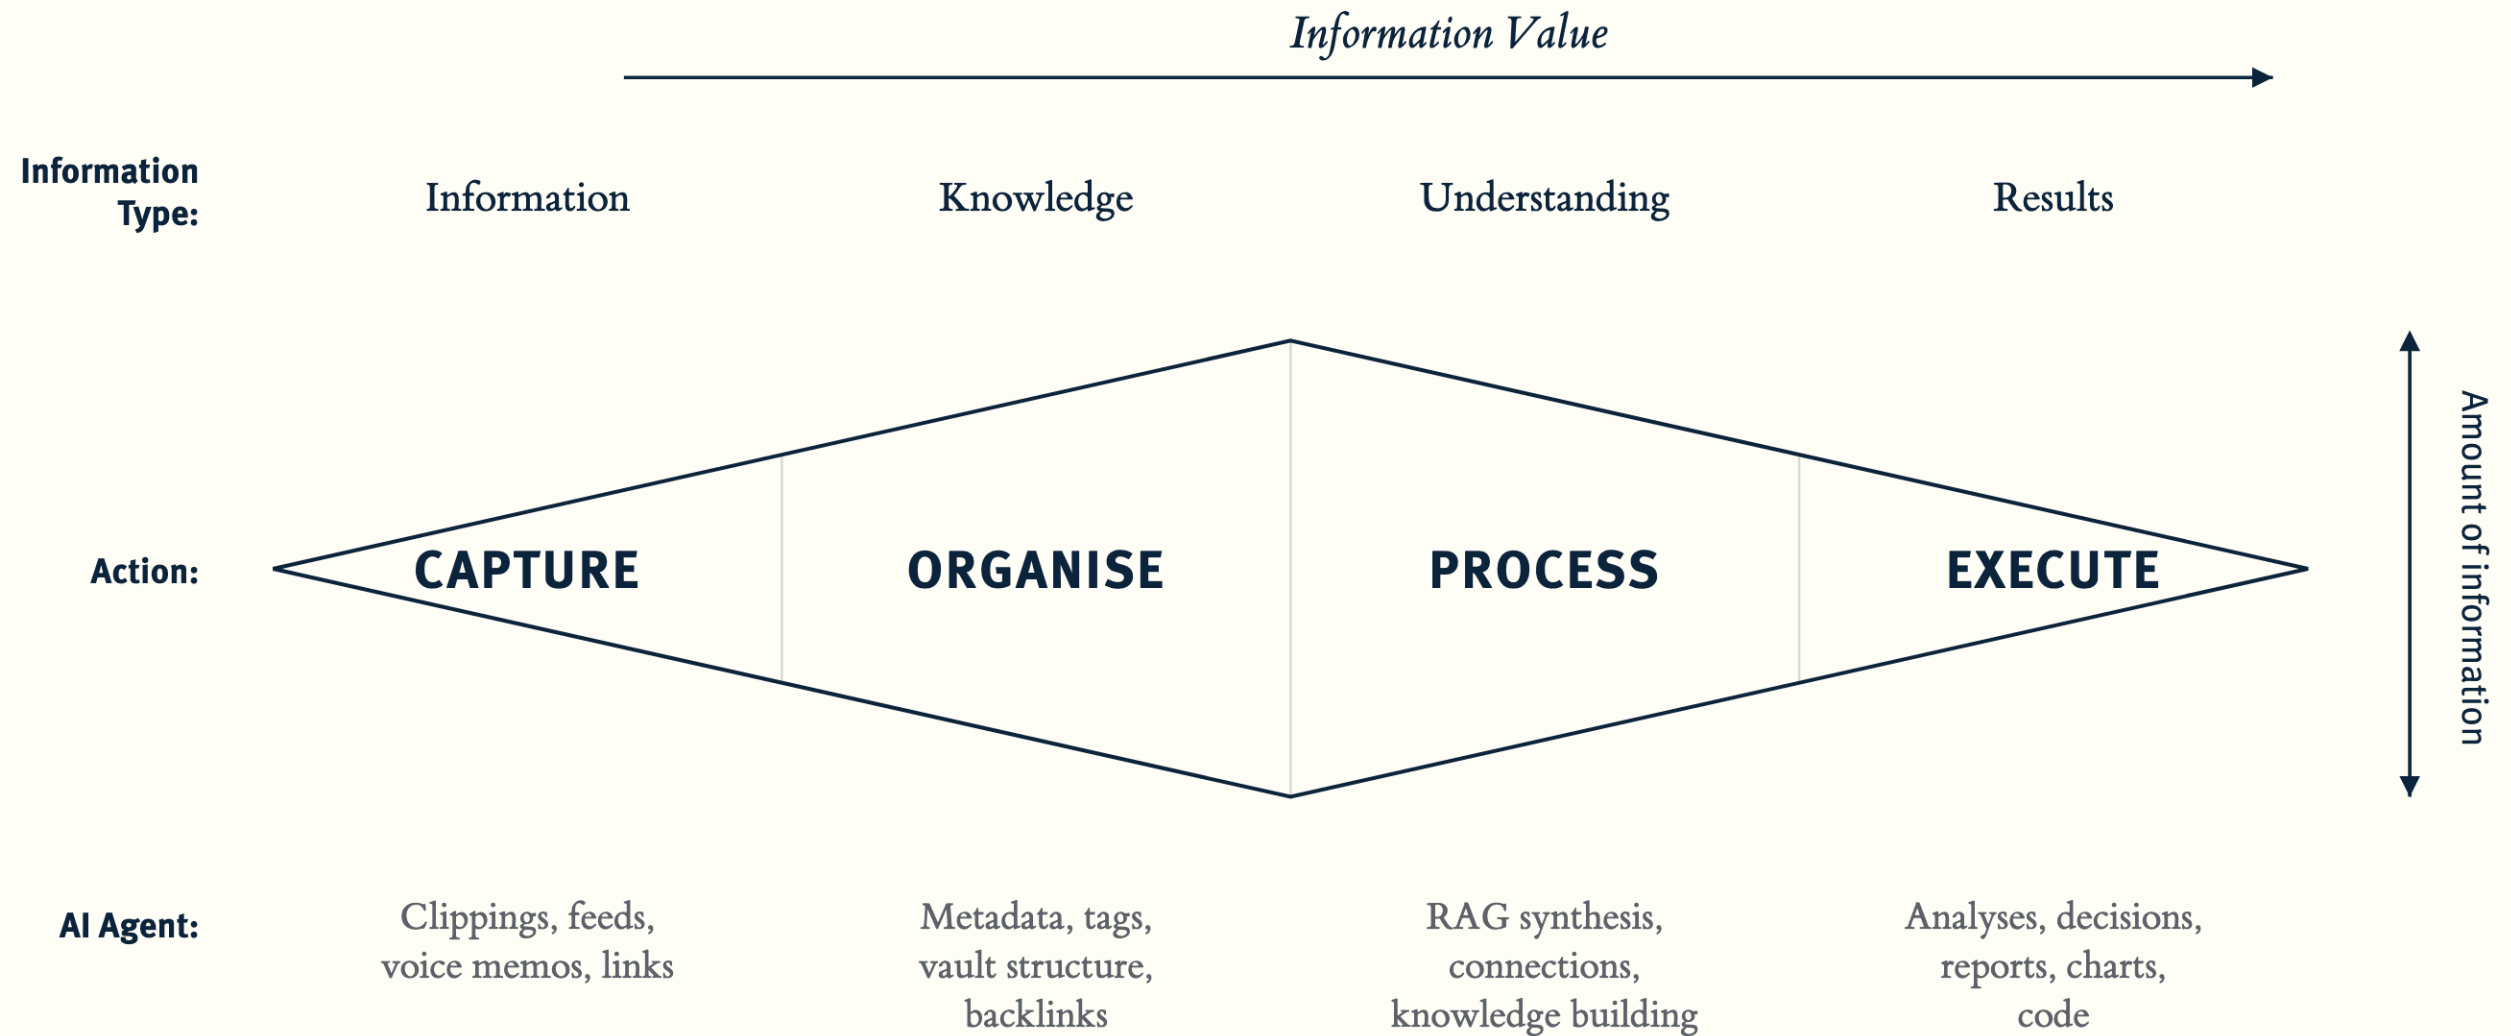 Information Value
Information
Type:
Information
Knowledge
Understanding
Results
Action:
CAPTURE
ORGANISE
PROCESS
EXECUTE
Amount of information
AI Agent:
Clippings, feeds,
voice memos, links
Metadata, tags,
vault structure,
backlinks
RAG synthesis,
connections,
knowledge building
Analyses, decisions,
reports, charts,
code